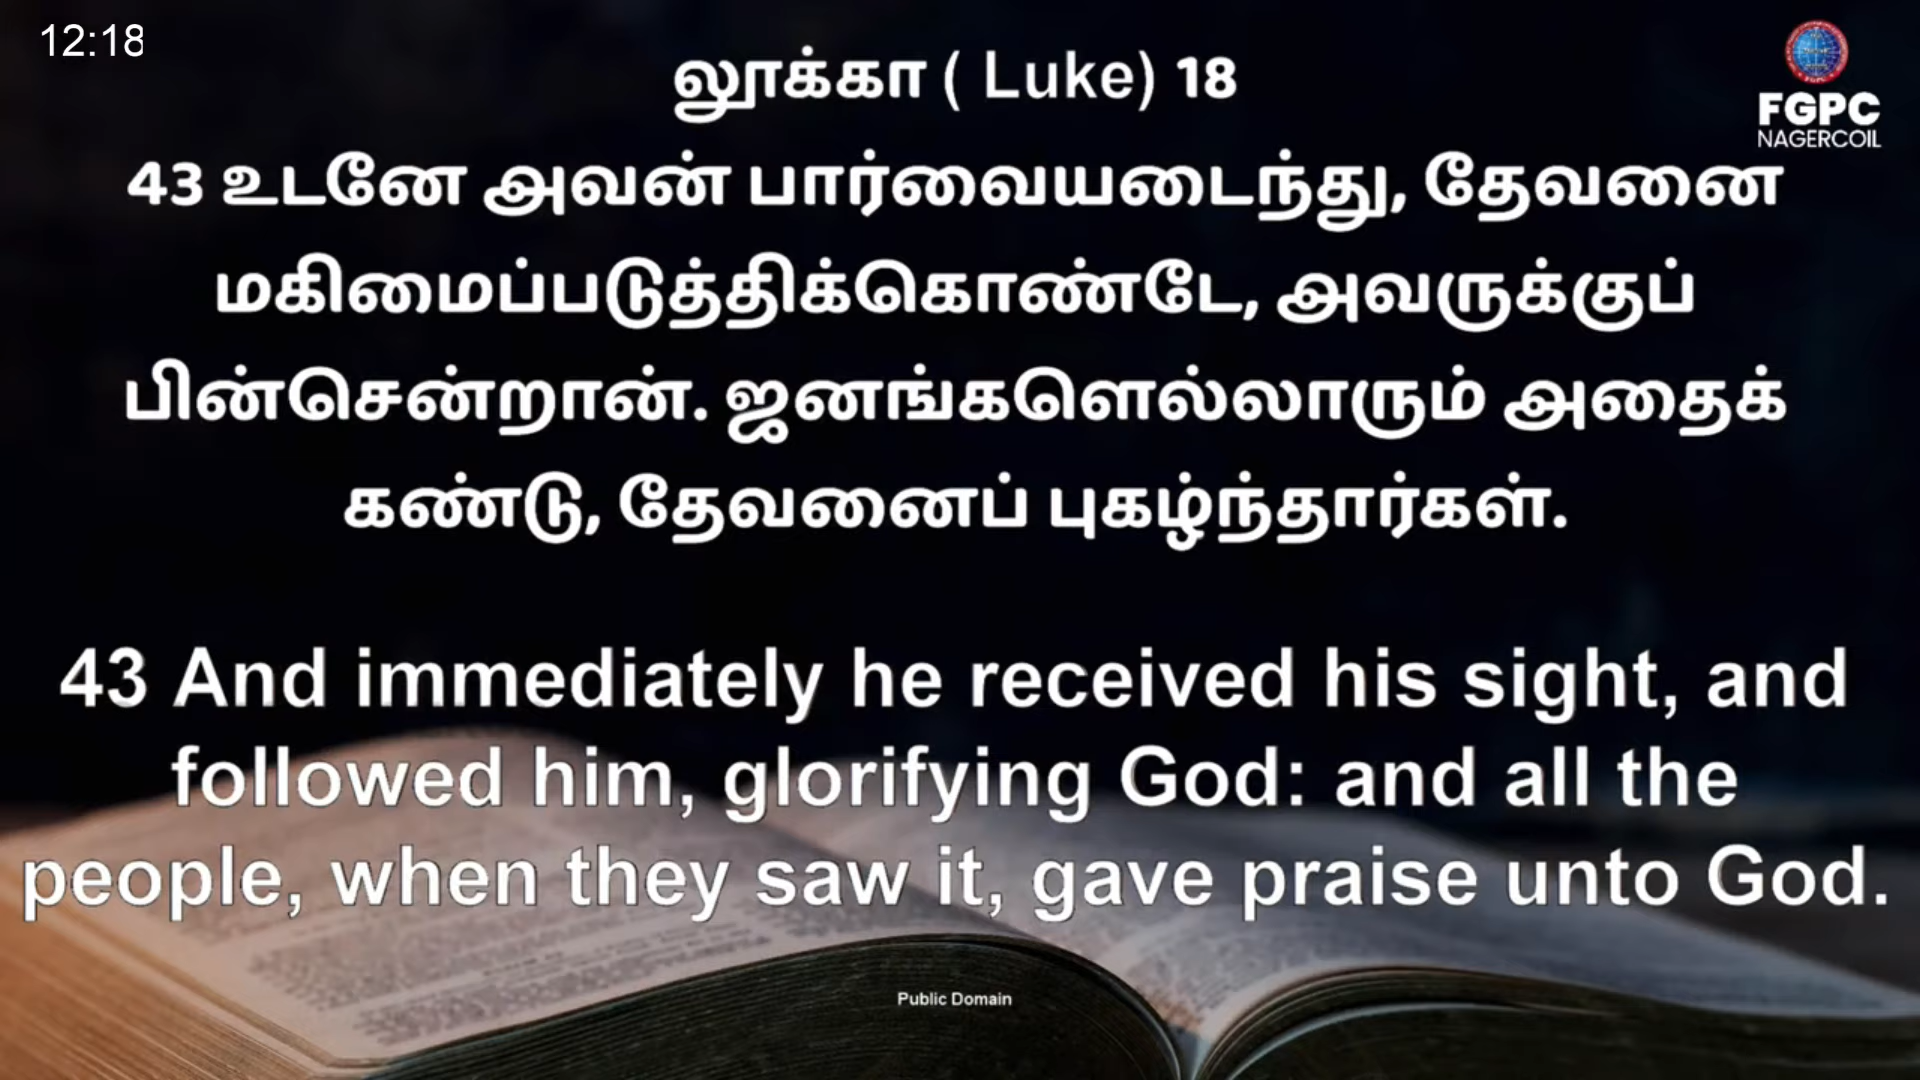 12:18
லூக்கா ( Luke) 18
FGPC
NAGERCOIL
43 உடனே அவன் பார்வையடைந்து, தேவனை
மகிமைப்படுத்திக்கொண்டே, அவருக்குப்
பின்சென்றான். ஜனங்களெல்லாரும் அதைக்
கண்டு, தேவனைப் புகழ்ந்தார்கள்.
43 And immediately he received his sight, and
followed him, glorifying God: and all the
people, when they saw it, gave praise unto God.
Public Domain